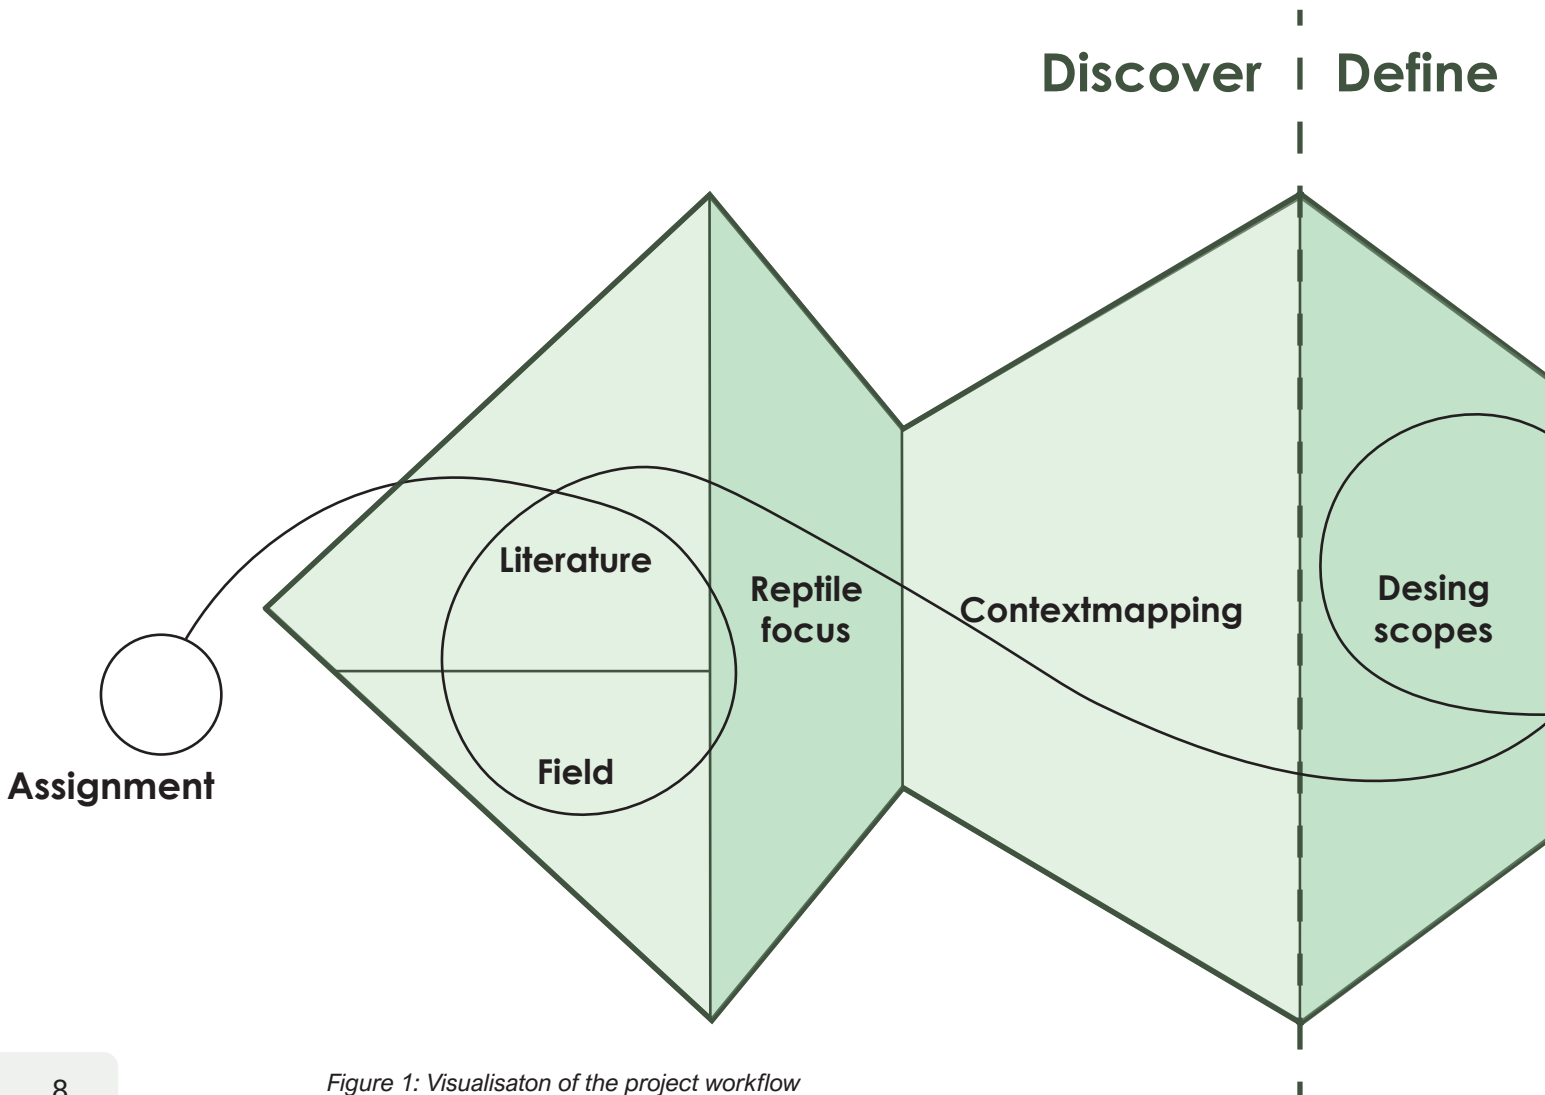 Discover
Define
Literature
Reptile
focus
Contextmapping
Desing
scopes
Field
Assignment
8
Figure 1: Visualisaton of the project workflow